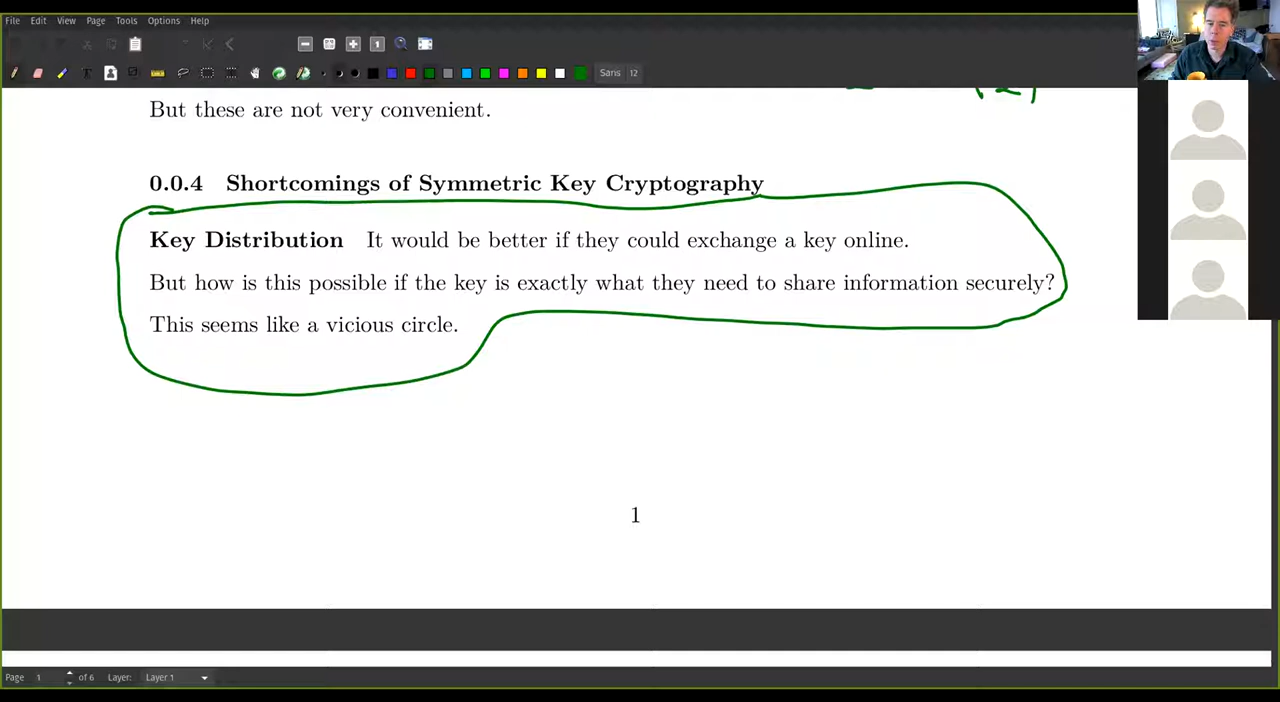 File Edit View Page Tools Options Help
Sans 12
But these are not very convenient.
0.0.4 Shortcomings of Symmetric Key Cryptography
Key Distribution It would be better if they could exchange a key online.
But how is this possible if the key is exactly what they need to share information securely?
This seems like a vicious circle.
1
Page 1 of 6 Layer: Layer 1